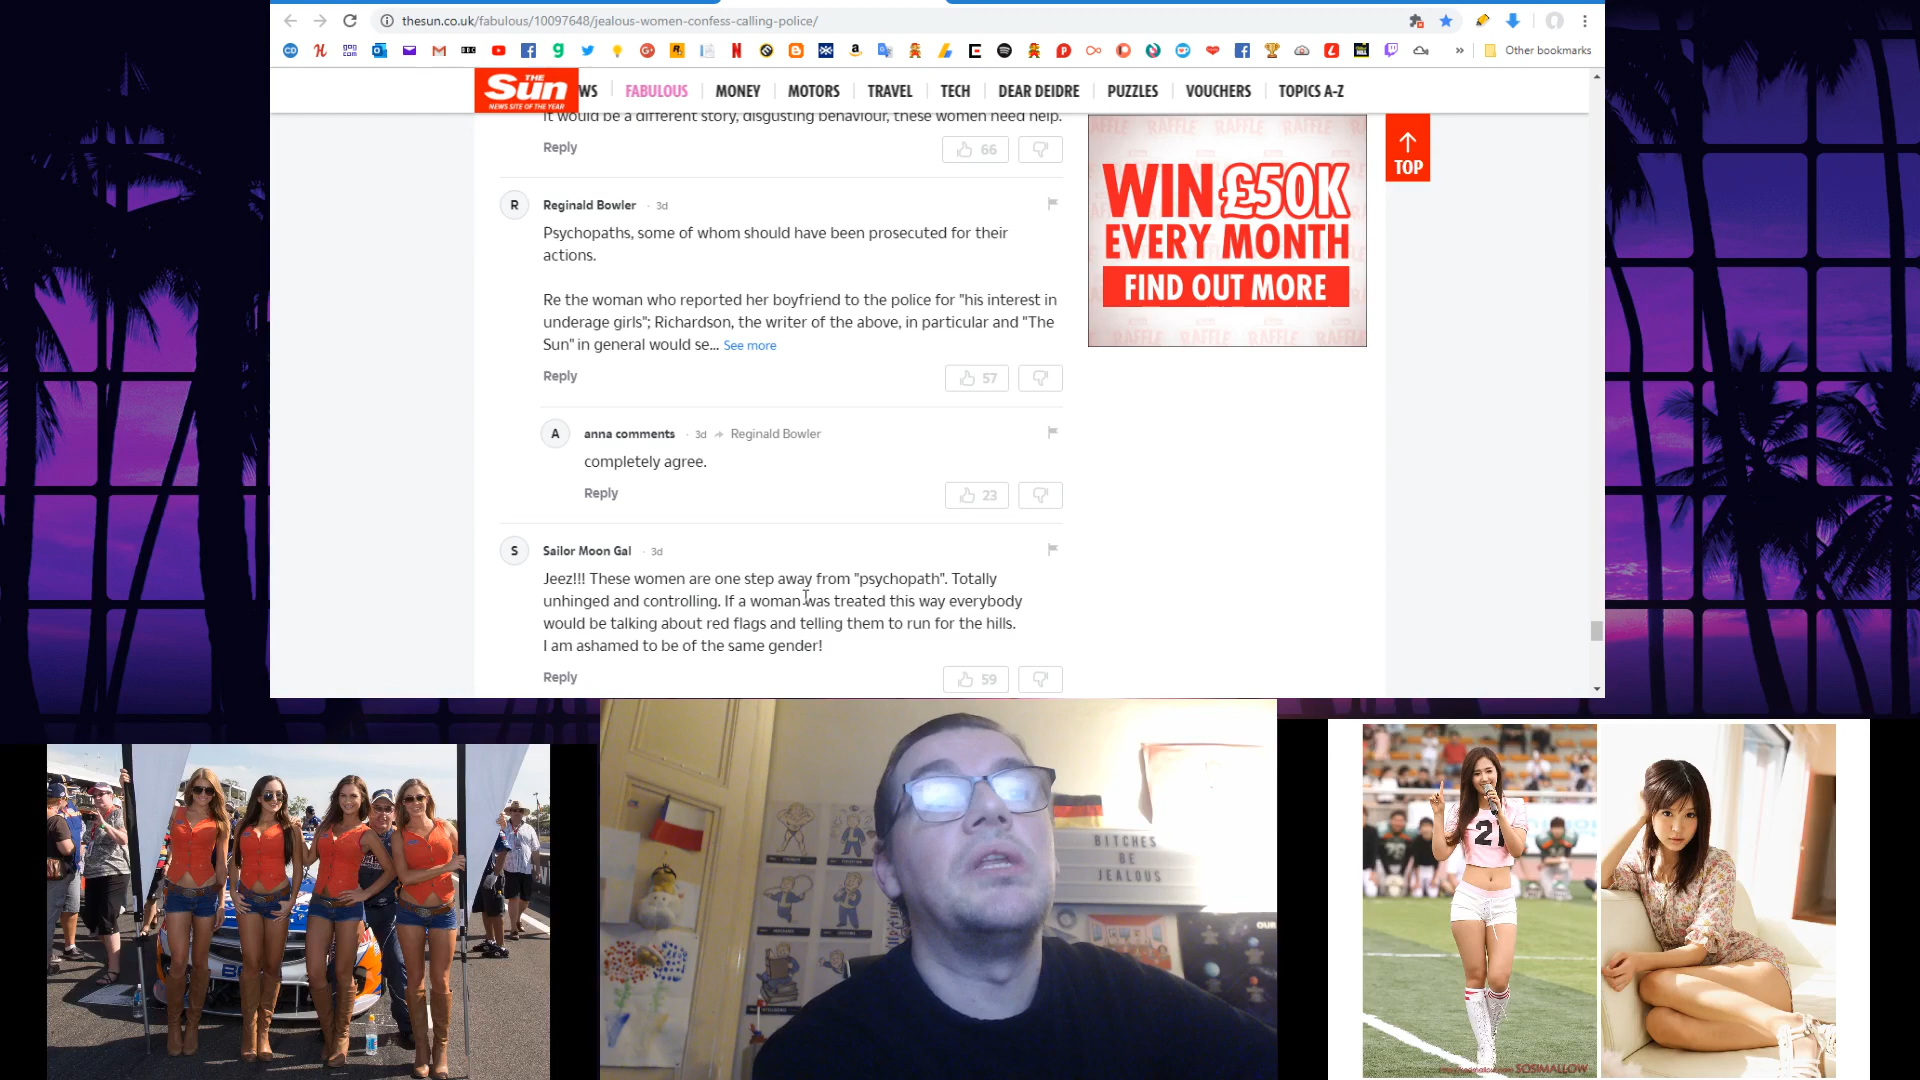 thesun.co.uk/fabulous/10097648/jealous-women-confess-calling-police/
Other bookmarks
THE
Sun
NEWS SITE OF THE YEAR
WS
FABULOUS
MONEY
MOTORS
TRAVEL
TECH
DEAR DEIDRE
PUZZLES
VOUCHERS
TOPICS A-Z
It would be a different story, disgusting behaviour, these women need help.
Reply
66
R
Reginald Bowler · 3d
Psychopaths, some of whom should have been prosecuted for their
actions.
Re the woman who reported her boyfriend to the police for "his interest in
underage girls"; Richardson, the writer of the above, in particular and "The
Sun" in general would se... See more
Reply
57
A
anna comments · 3d Reginald Bowler
completely agree.
Reply
23
S
Sailor Moon Gal · 3d
Jeez!!! These women are one step away from "psychopath". Totally
unhinged and controlling. If a woman was treated this way everybody
would be talking about red flags and telling them to run for the hills.
I am ashamed to be of the same gender!
Reply
59
RAFFLE RAFFLE
WIN £50K
EVERY MONTH
FIND OUT MORE
TOP
BITCHES
BE
JEALOUS
OUR
2
SOSIMALLOW